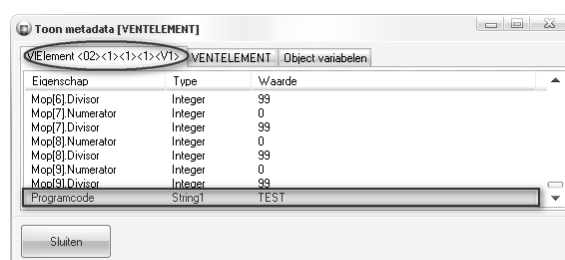 Toon metadata [VENTELEMENT]
VIElement <02><1><1><1><V1> VENTELEMENT Object variabelen
Eigenschap Type Waarde
Mop[6].Divisor Integer 99
Mop[7].Numerator Integer 0
Mop[7].Divisor Integer 99
Mop[8].Numerator Integer 0
Mop[8].Divisor Integer 99
Mop[9].Numerator Integer 0
Mop[9].Divisor Integer 99
Programcode String1 TEST
Sluiten